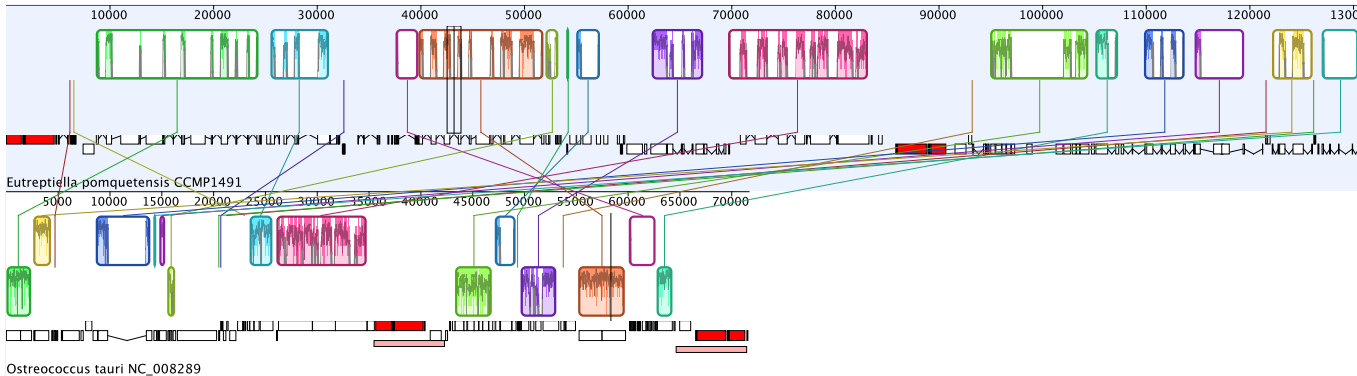 10000 20000 30000 40000 50000 60000 70000 80000 90000 100000 110000 120000 1300
Eutreptiella pomquetensis CCMP1491
5000 10000 15000 20000 25000 30000 35000 40000 45000 50000 55000 60000 65000 70000
Ostreococcus tauri NC_008289